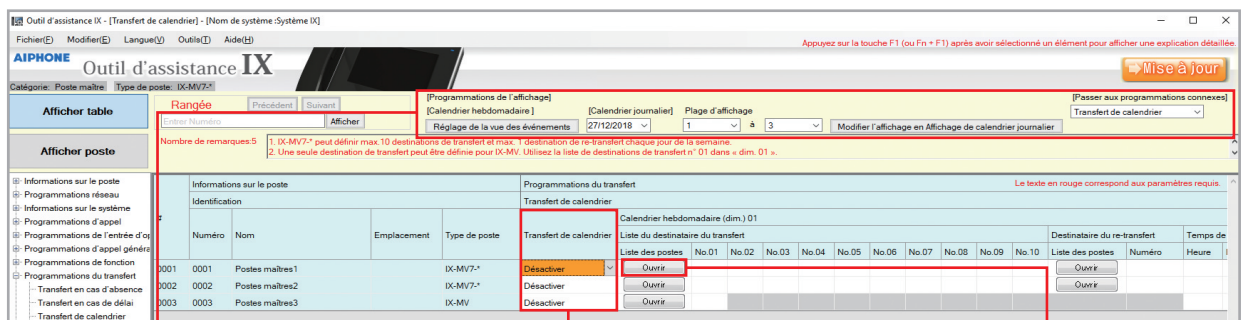 Outil d'assistance IX - [Transfert de calendrier] - [Nom de système :Système IX]
Fichier(F) Modifier(E) Langue(V) Outils(T) Aide(H)
Appuyez sur la touche F1 (ou Fn + F1) après avoir sélectionné un élément pour afficher une explication détaillée.
AIPHONE
Outil d'assistance IX
Mise à jour
Catégorie: Poste maître Type de poste: IX-MV7-*
Afficher table
Rangée Précédent Suivant
Entrer Numéro Afficher
[Programmations de l'affichage] [Passer aux programmations connexes]
[Calendrier hebdomadaire ] [Calendrier journalier] Plage d'affichage Transfert de calendrier
Réglage de la vue des événements 27/12/2018 1 à 3 Modifier l'affichage en Affichage de calendrier journalier
Afficher poste
Nombre de remarques:5 1. IX-MV7-* peut définir max.10 destinations de transfert et max. 1 destination de re-transfert chaque jour de la semaine.
2. Une seule destination de transfert peut être définie pour IX-MV. Utilisez la liste de destinations de transfert n° 01 dans « dim. 01 ».
Informations sur le poste
Programmations réseau
Informations sur le système
Programmations d'appel
Programmations de l'entrée d'op
Programmations d'appel généra
Programmations de fonction
Programmations du transfert
Transfert en cas d'absence
Transfert en cas de délai
Transfert de calendrier
Informations sur le poste Programmations du transfert Le texte en rouge correspond aux paramètres requis.
Identification Transfert de calendrier
# Numéro Nom Emplacement Type de poste Transfert de calendrier Calendrier hebdomadaire (dim.) 01
Liste du destinataire du transfert Destinataire du re-transfert Temps de
Liste des postes No.01 No.02 No.03 No.04 No.05 No.06 No.07 No.08 No.09 No.10 Liste des postes Numéro Heure
0001 0001 Postes maîtres1 IX-MV7-* Désactiver Ouvrir Ouvrir
0002 0002 Postes maîtres2 IX-MV7-* Désactiver Ouvrir Ouvrir
0003 0003 Postes maîtres3 IX-MV Désactiver Ouvrir